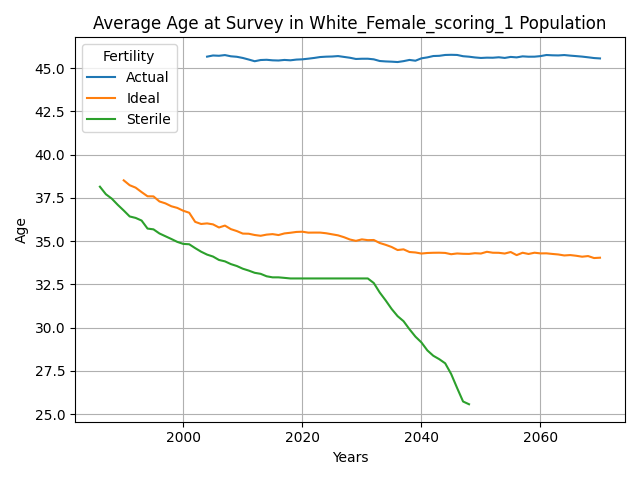 Average Age at Survey in White_Female_scoring_1 Population
Fertility
Actual
Ideal
Sterile
Age
45.0
42.5
40.0
37.5
35.0
32.5
30.0
27.5
25.0
2000 2020 2040 2060
Years